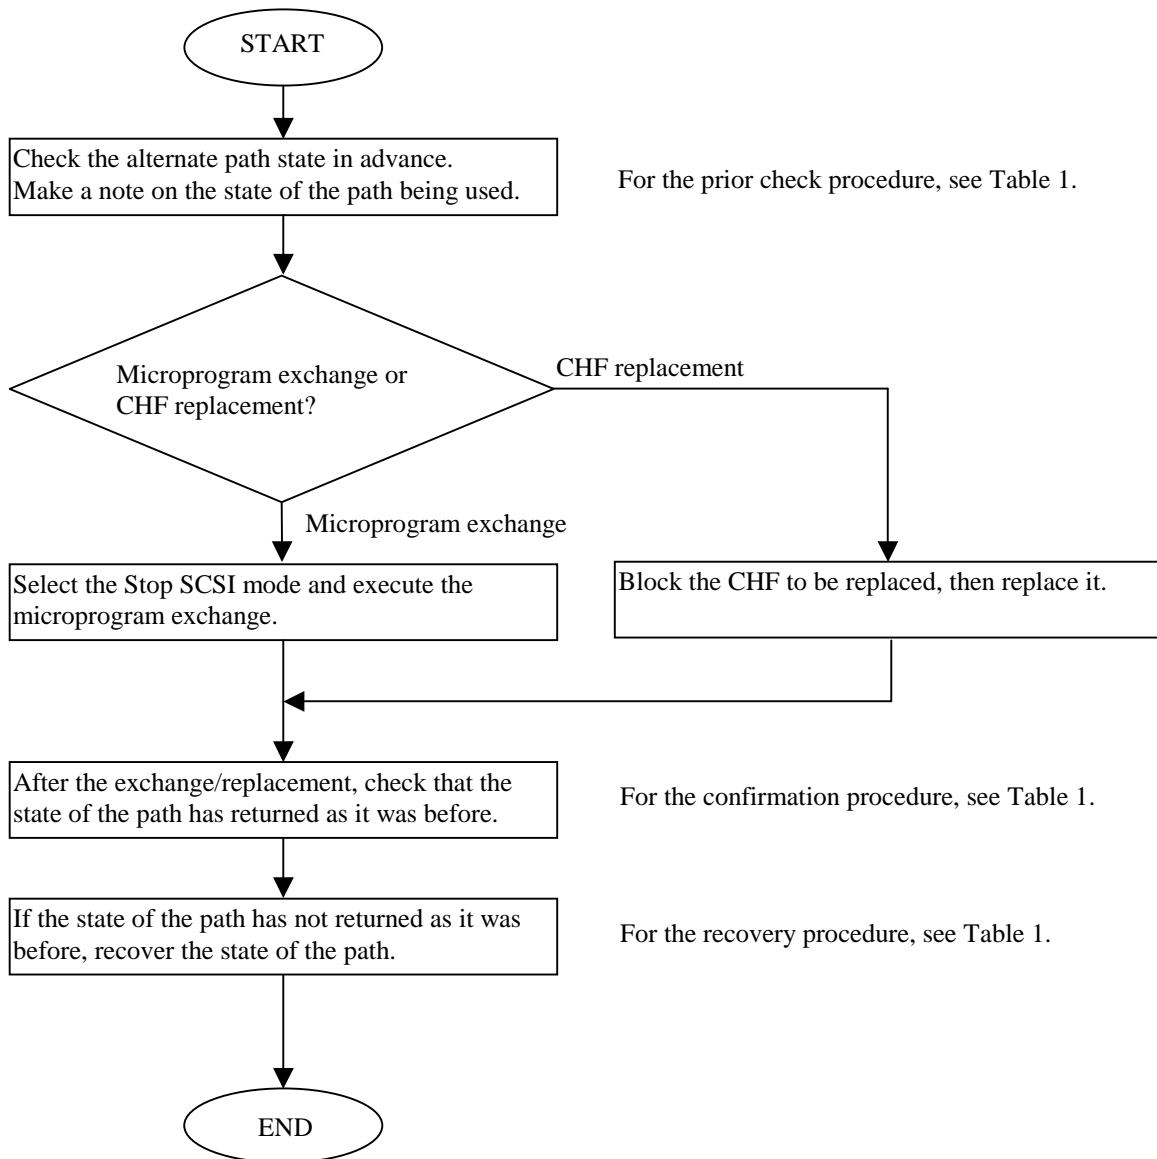 START
Check the alternate path state in advance.
Make a note on the state of the path being used.
For the prior check procedure, see Table 1.
Microprogram exchange or
CHF replacement?
CHF replacement
Microprogram exchange
Select the Stop SCSI mode and execute the
microprogram exchange.
Block the CHF to be replaced, then replace it.
After the exchange/replacement, check that the
state of the path has returned as it was before.
For the confirmation procedure, see Table 1.
If the state of the path has not returned as it was
before, recover the state of the path.
For the recovery procedure, see Table 1.
END